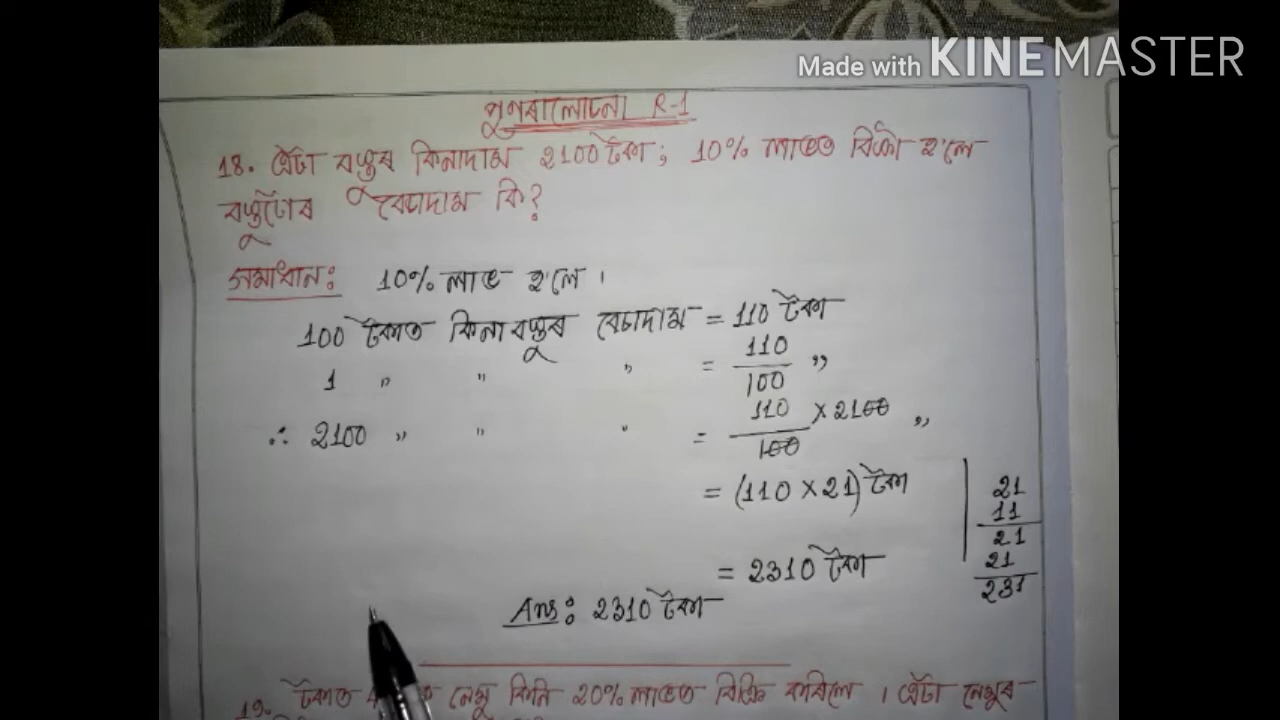 Made with KINEMASTER
পুনৰালোচনা R-1
18. এটা বস্তুৰ কিনাদাম 2100 টকা; 10% লাভত বিক্ৰী হ'লে
বস্তুটোৰ বেচাদাম কি?
সমাধান: 10% লাভ হ'লে।
100 টকাত কিনা বস্তুৰ বেচাদাম = 110 টকা
1 " " " = 110/100 "
∴ 2100 " " " = 110/100 × 2100 "
= (110 × 21) টকা
= 2310 টকা
Ans: 2310 টকা
21
11
21
21
231
19. টকাত নেমু কিনি 20% লাভত বিক্ৰি কৰিলে। এটা নেমুৰ